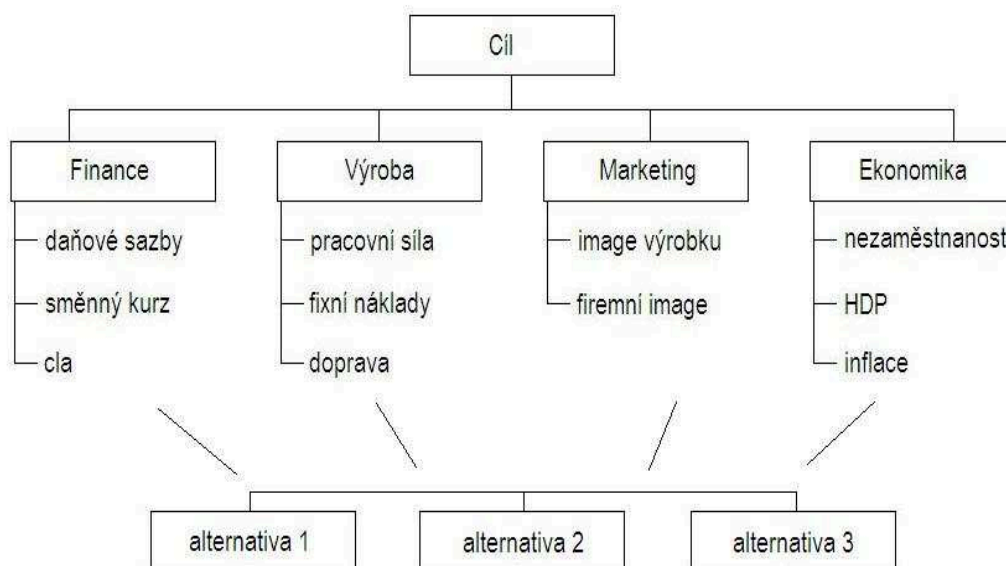 Cíl
Finance
Výroba
Marketing
Ekonomika
daňové sazby
pracovní síla
image výrobku
nezaměstnanost
směnný kurz
fixní náklady
firemní image
HDP
cla
doprava
inflace
alternativa 1
alternativa 2
alternativa 3